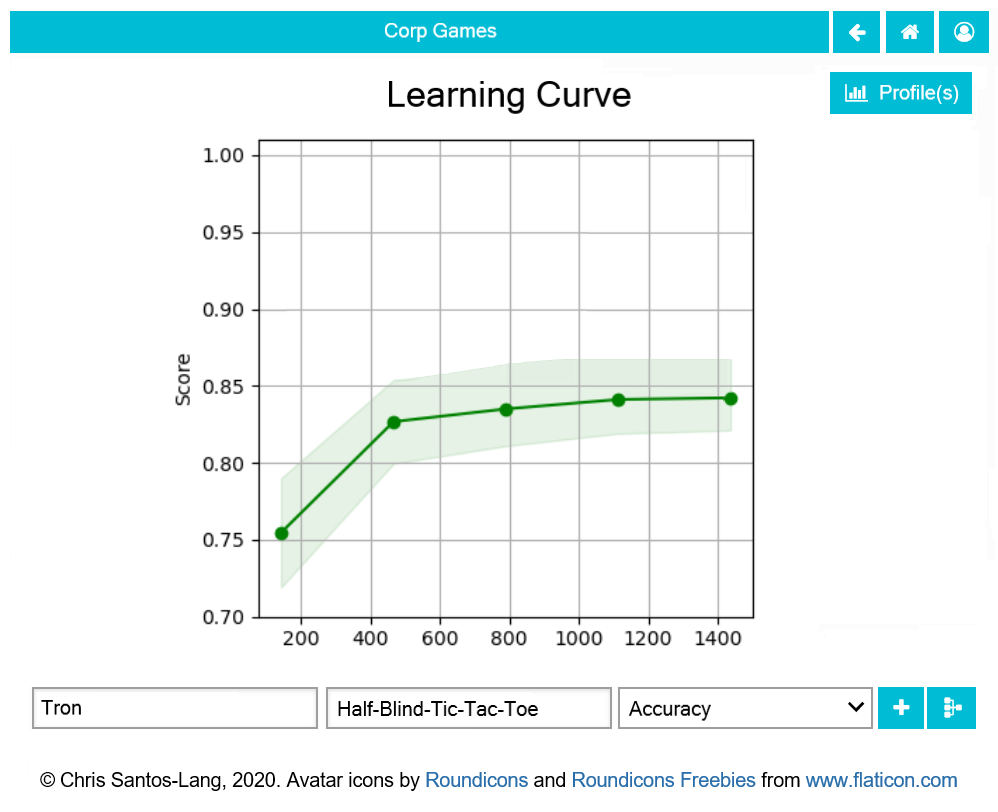 Corp Games
Learning Curve
Profile(s)
1.00
0.95
0.90
0.85
0.80
0.75
0.70
Score
200 400 600 800 1000 1200 1400
Tron
Half-Blind-Tic-Tac-Toe
Accuracy
© Chris Santos-Lang, 2020. Avatar icons by Roundicons and Roundicons Freebies from www.flaticon.com